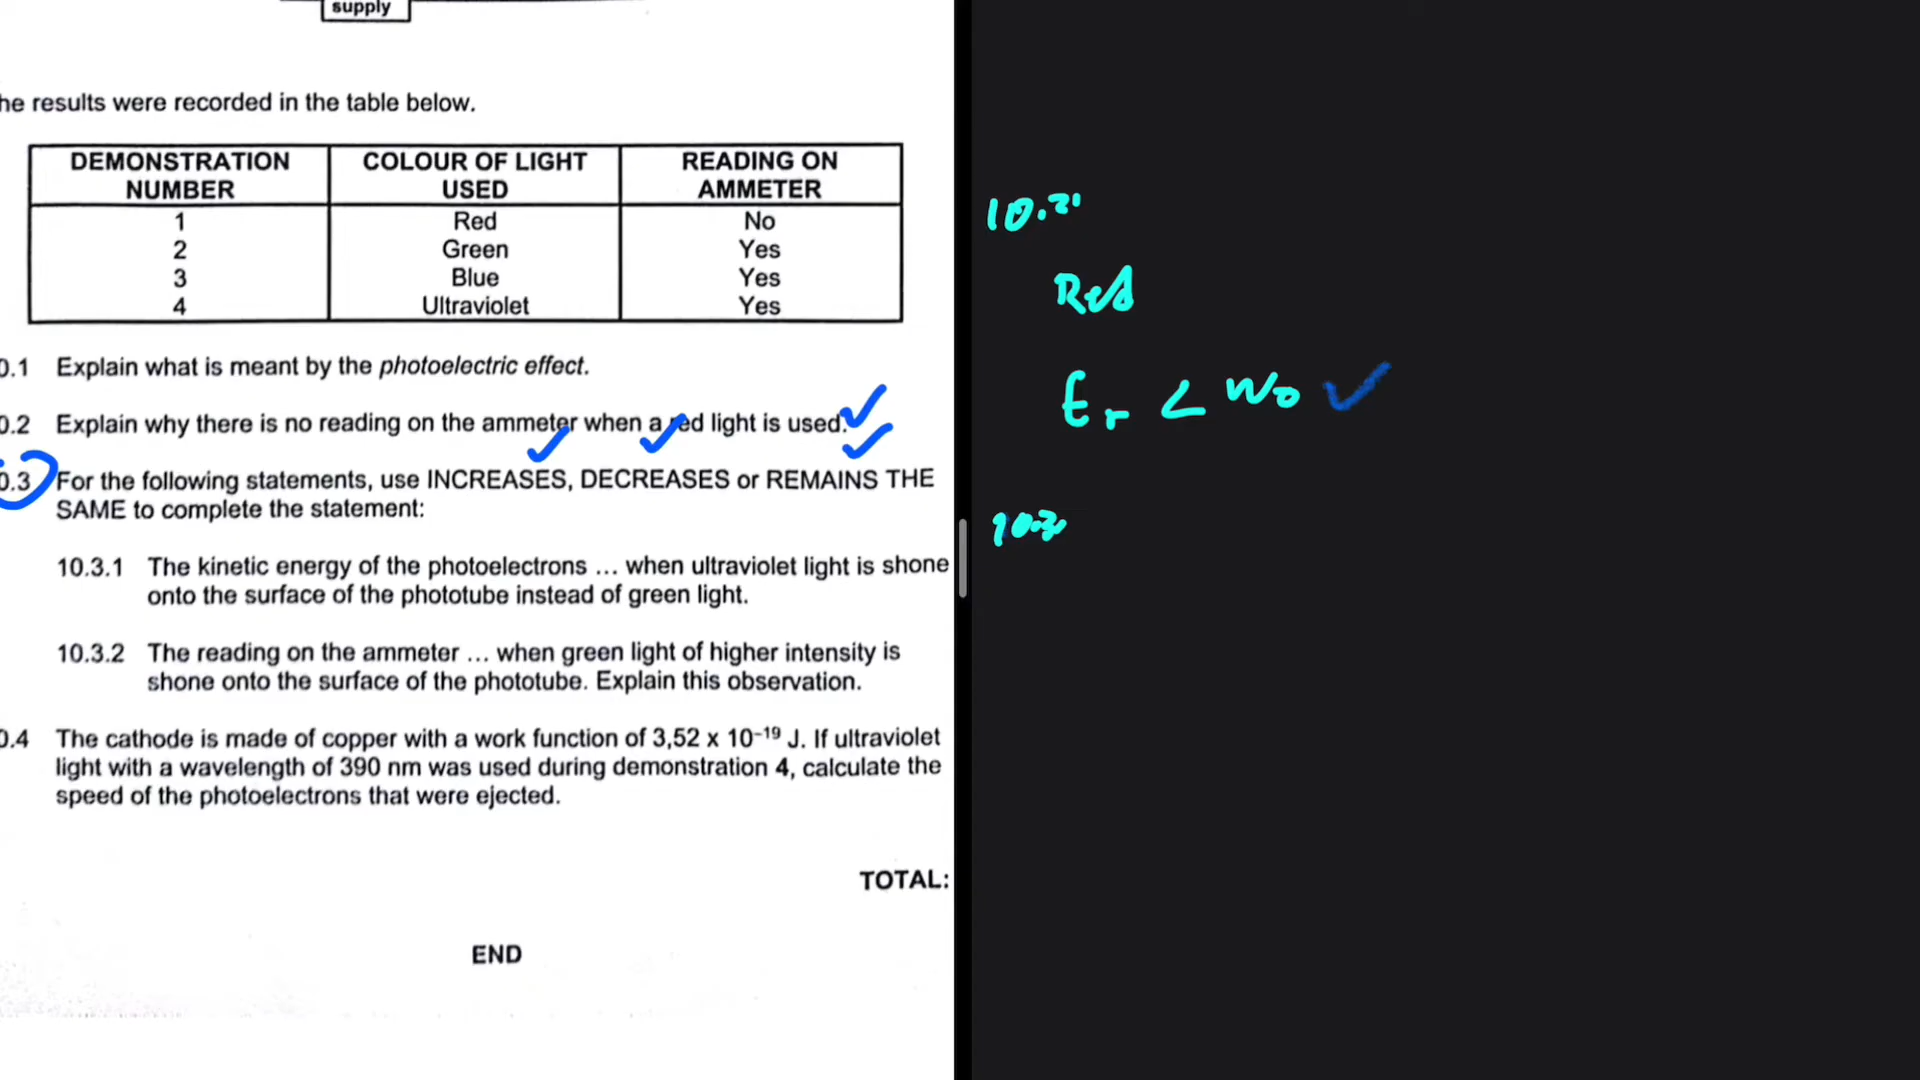 supply
he results were recorded in the table below.
DEMONSTRATION NUMBER COLOUR OF LIGHT USED READING ON AMMETER
1 Red No
2 Green Yes
3 Blue Yes
4 Ultraviolet Yes
0.1 Explain what is meant by the photoelectric effect.
0.2 Explain why there is no reading on the ammeter when a red light is used.
0.3 For the following statements, use INCREASES, DECREASES or REMAINS THE
SAME to complete the statement:
10.3.1 The kinetic energy of the photoelectrons ... when ultraviolet light is shone
onto the surface of the phototube instead of green light.
10.3.2 The reading on the ammeter ... when green light of higher intensity is
shone onto the surface of the phototube. Explain this observation.
0.4 The cathode is made of copper with a work function of 3,52 x 10⁻¹⁹ J. If ultraviolet
light with a wavelength of 390 nm was used during demonstration 4, calculate the
speed of the photoelectrons that were ejected.
TOTAL:
END
Red
Er < Wo ✓